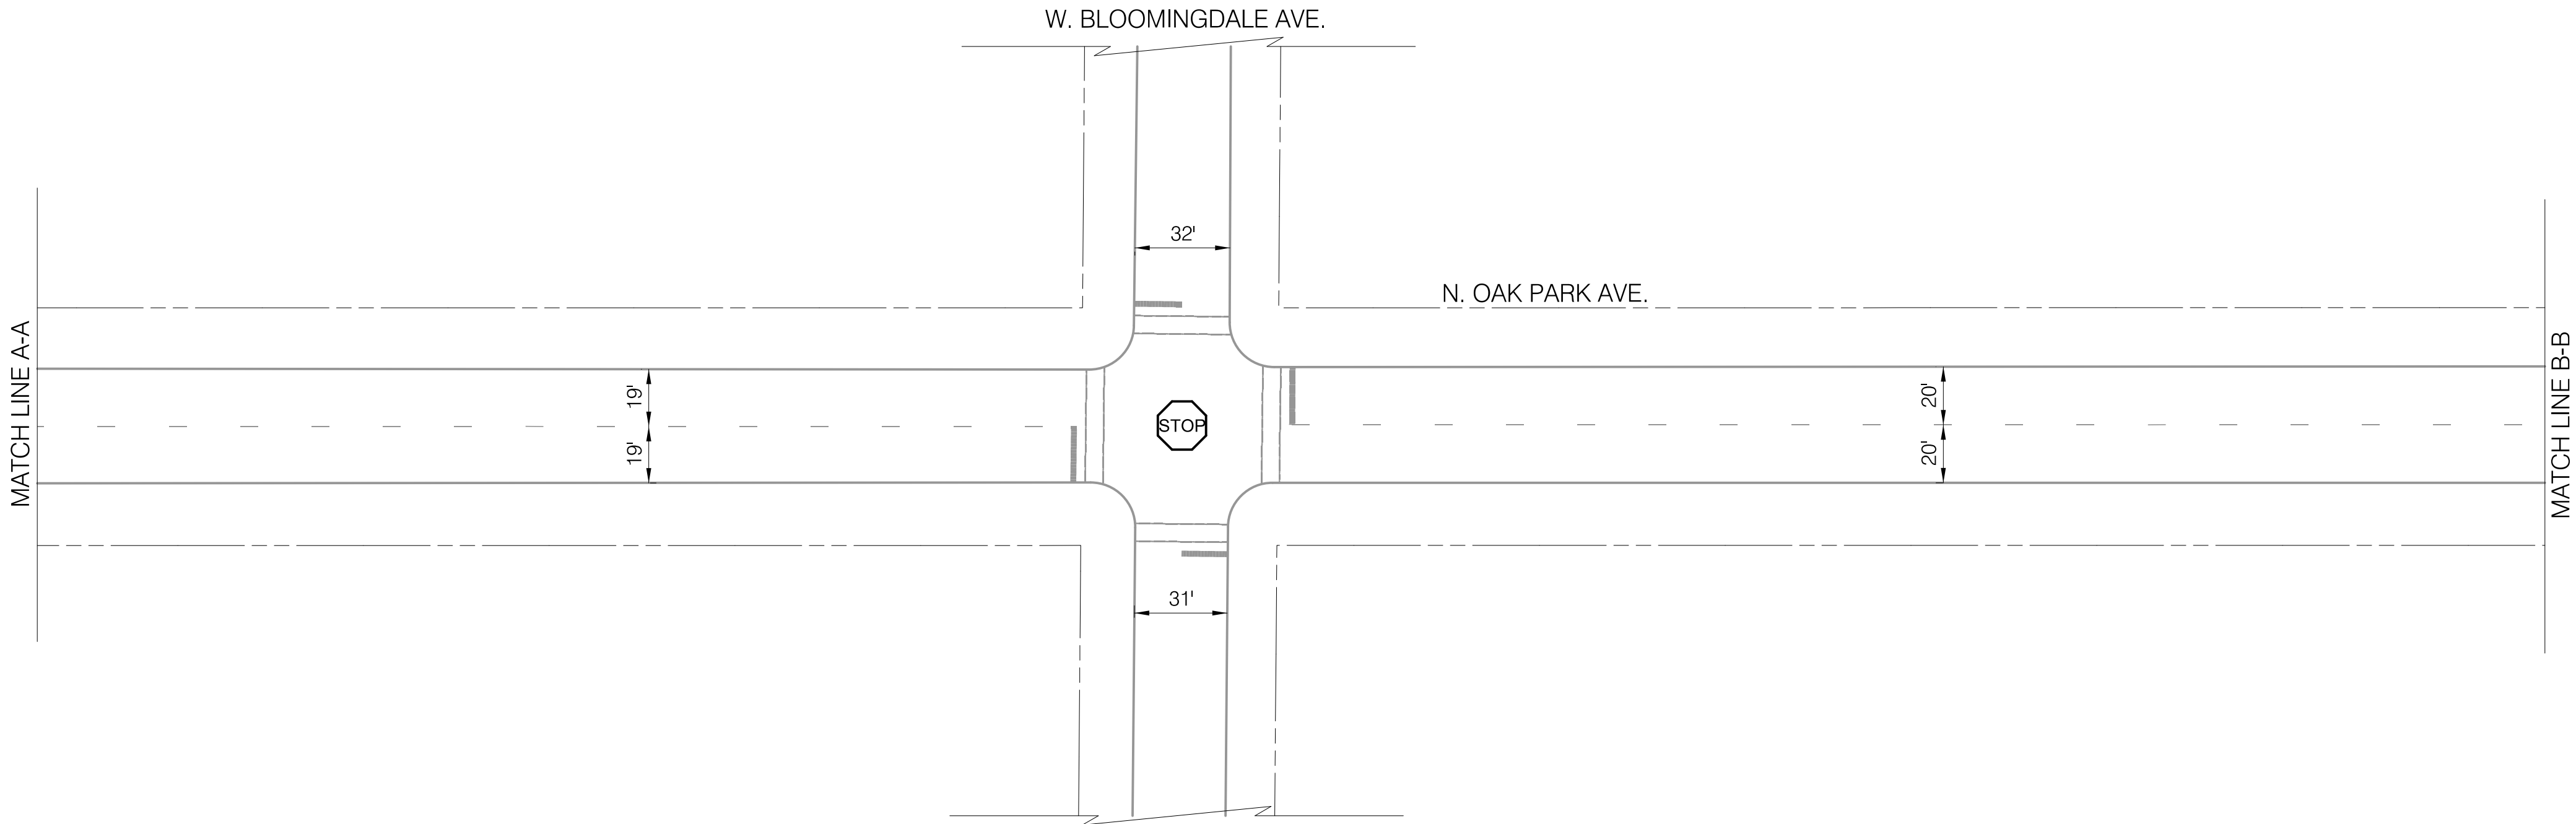 W. BLOOMINGDALE AVE.
32'
N. OAK PARK AVE.
MATCH LINE A-A
19'
19'
STOP
20'
20'
MATCH LINE B-B
31'